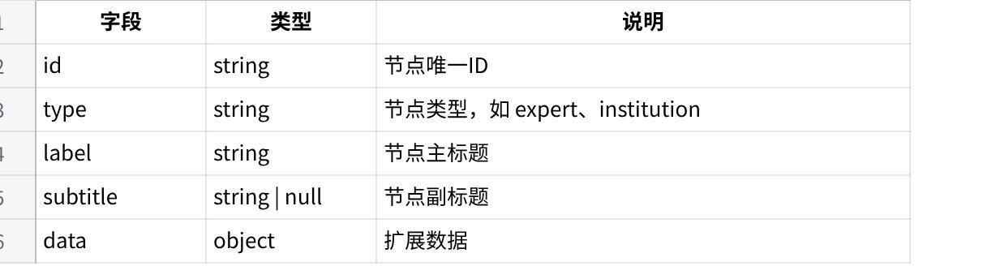 1 字段 类型 说明
2 id string 节点唯一ID
3 type string 节点类型，如 expert、institution
4 label string 节点主标题
5 subtitle string | null 节点副标题
6 data object 扩展数据